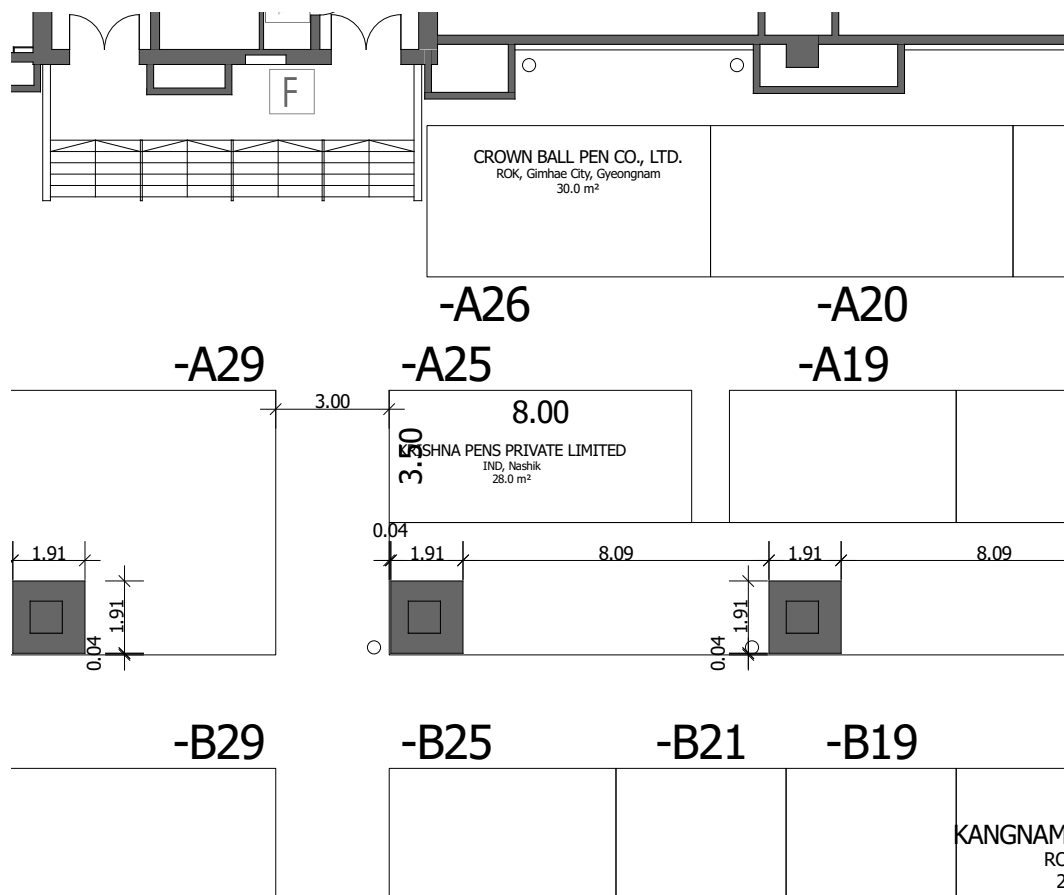 F
CROWN BALL PEN CO., LTD.
ROK, Gimhae City, Gyeongnam
30.0 m²
-A26
-A20
-A29
-A25
-A19
3.00
8.00
3.50
KRISHNA PENS PRIVATE LIMITED
IND, Nashik
28.0 m²
0.04
1.91
1.91
8.09
1.91
8.09
1.91
0.04
1.91
0.04
-B29
-B25
-B21
-B19
KANGNAM
RO
2